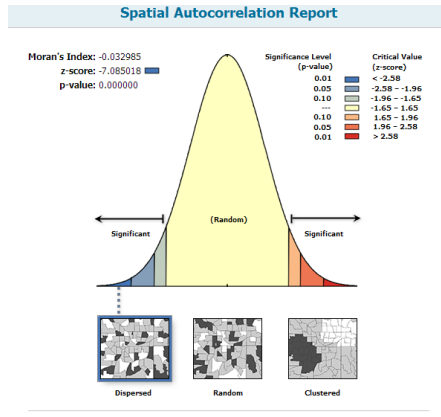 Spatial Autocorrelation Report
Moran's Index: -0.032985
z-score: -7.085018
p-value: 0.000000
Significance Level
(p-value)
Critical Value
(z-score)
0.01 < -2.58
0.05 -2.58 - -1.96
0.10 -1.96 - -1.65
--- -1.65 - 1.65
0.10 1.65 - 1.96
0.05 1.96 - 2.58
0.01 > 2.58
(Random)
Significant
Significant
Dispersed
Random
Clustered